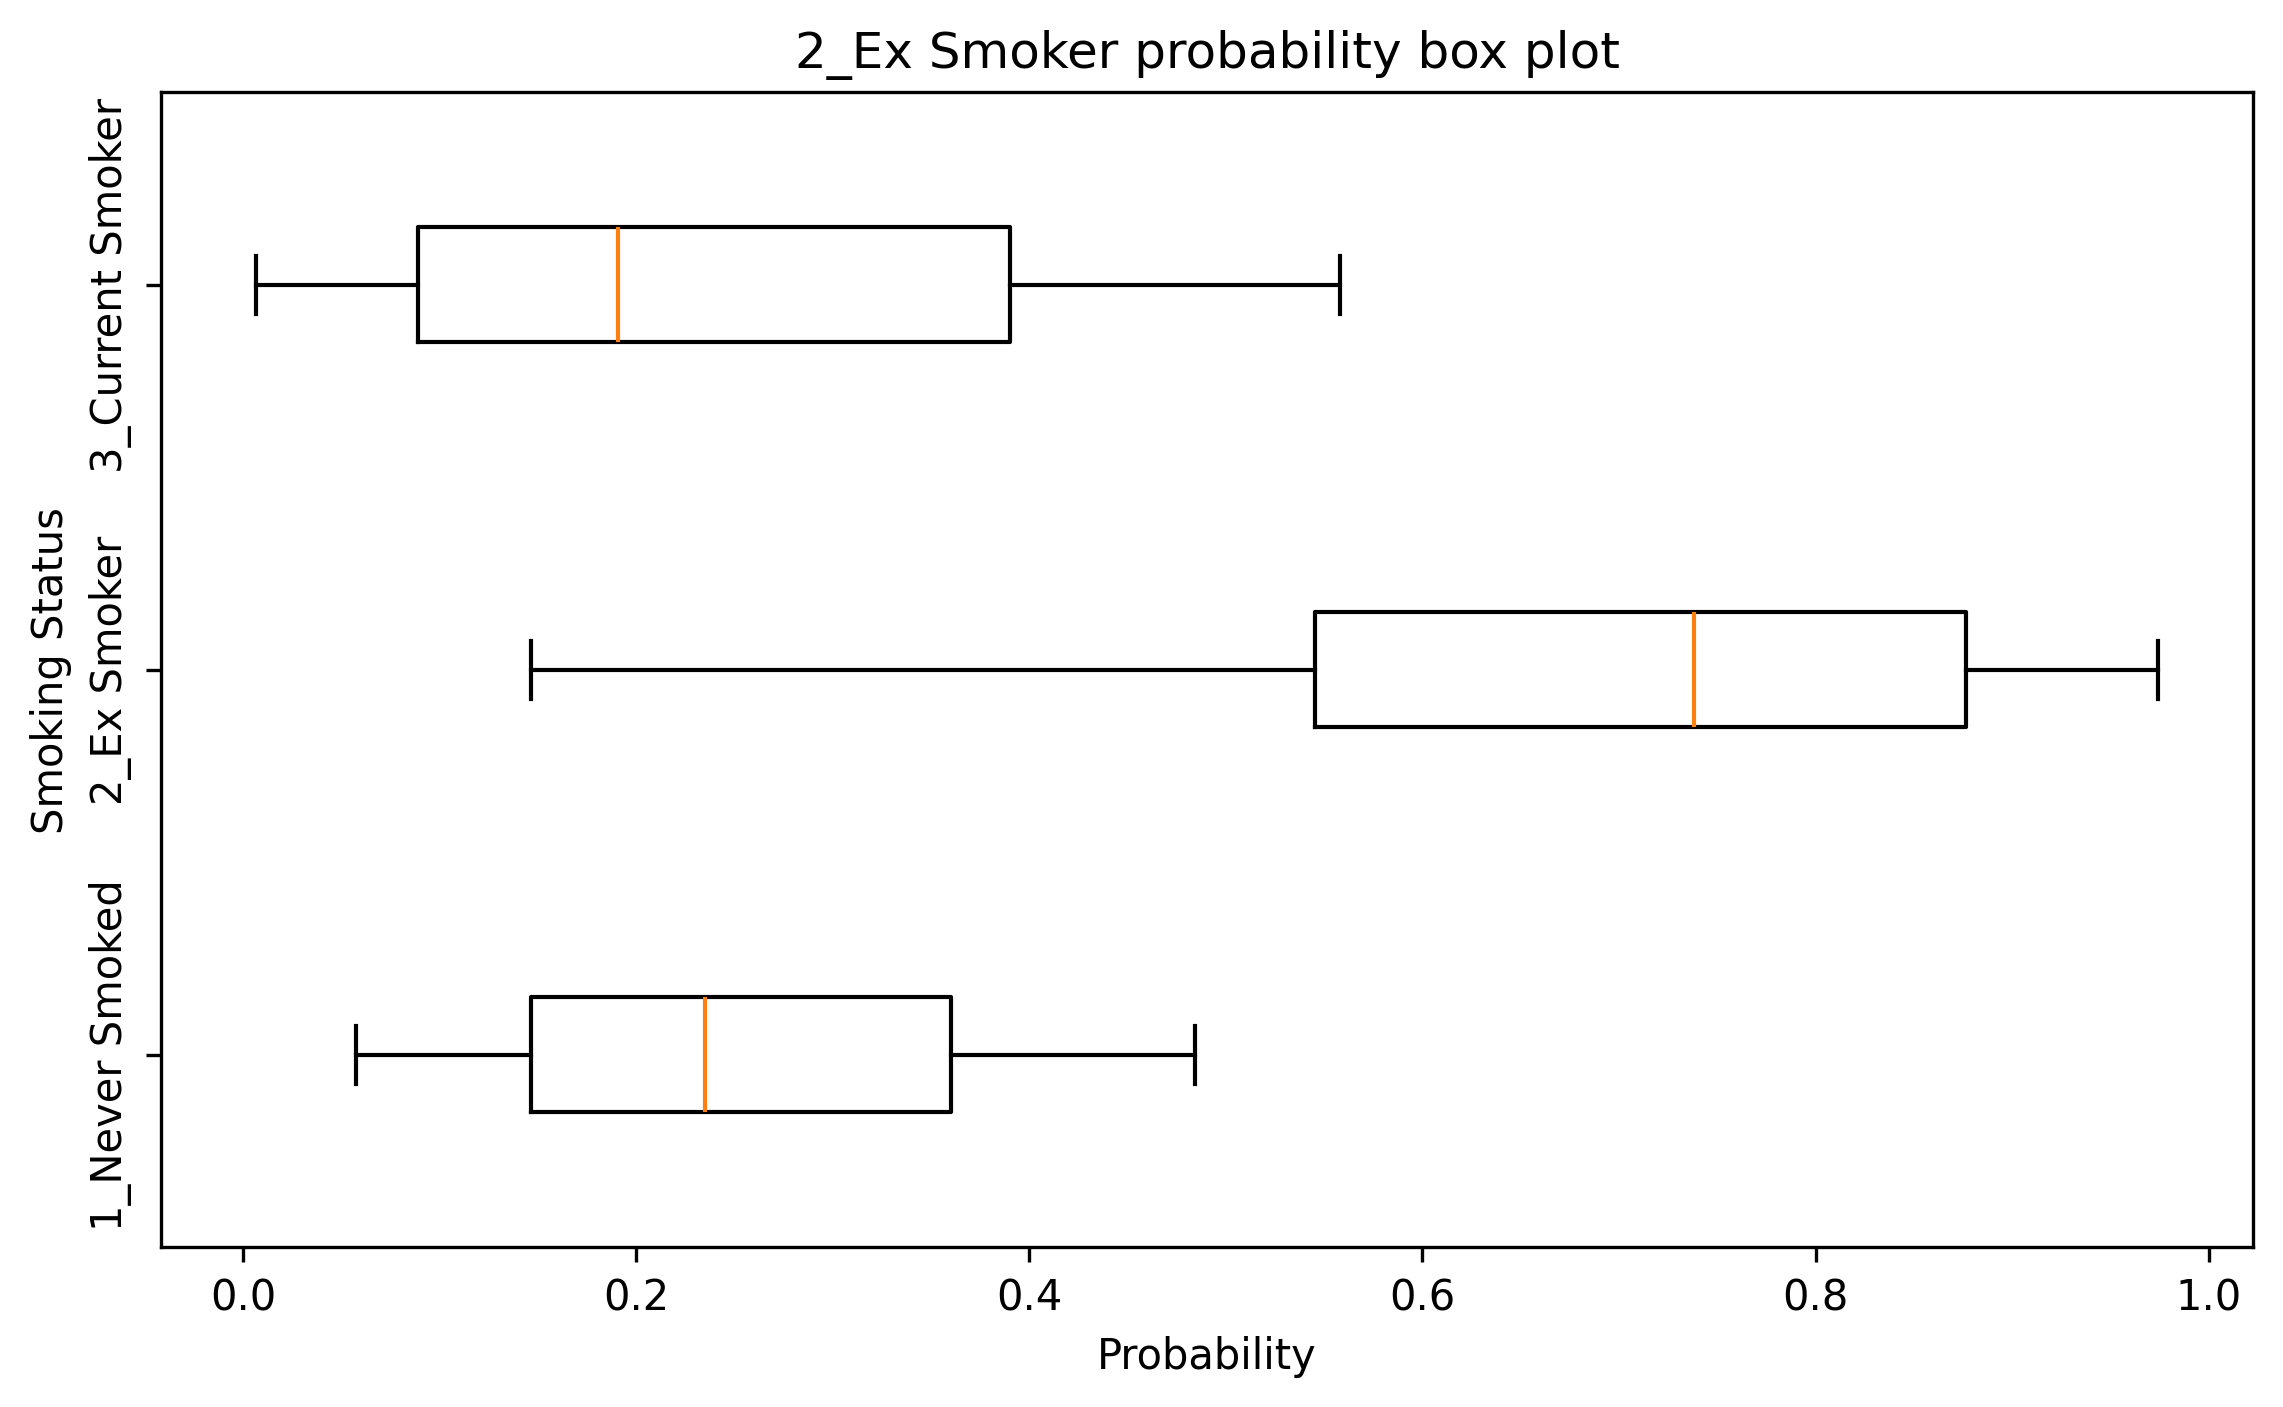 2_Ex Smoker probability box plot
Smoking Status
3_Current Smoker
2_Ex Smoker
1_Never Smoked
0.0 0.2 0.4 0.6 0.8 1.0
Probability